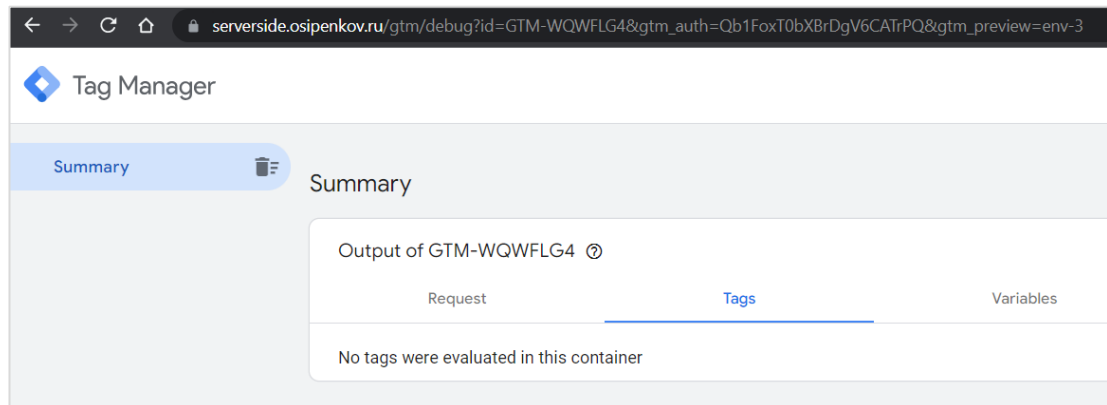 serverside.osipenkov.ru/gtm/debug?id=GTM-WQWFLG4&gtm_auth=Qb1FoxT0bXBrDgV6CATrPQ&gtm_preview=env-3
Tag Manager
Summary
Summary
Output of GTM-WQWFLG4
Request Tags Variables
No tags were evaluated in this container